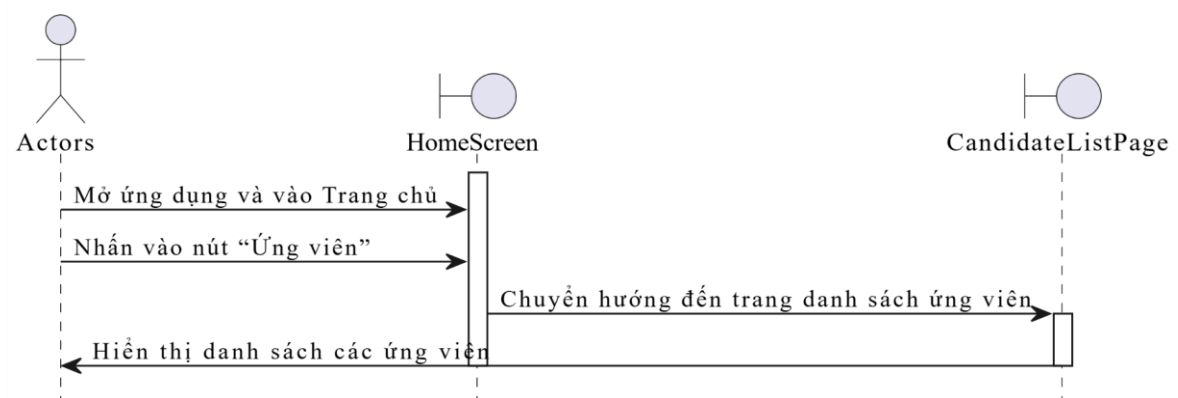 Actors
HomeScreen
CandidateListPage
Mở ứng dụng và vào Trang chủ
Nhấn vào nút “Ứng viên”
Chuyển hướng đến trang danh sách ứng viên
Hiển thị danh sách các ứng viên